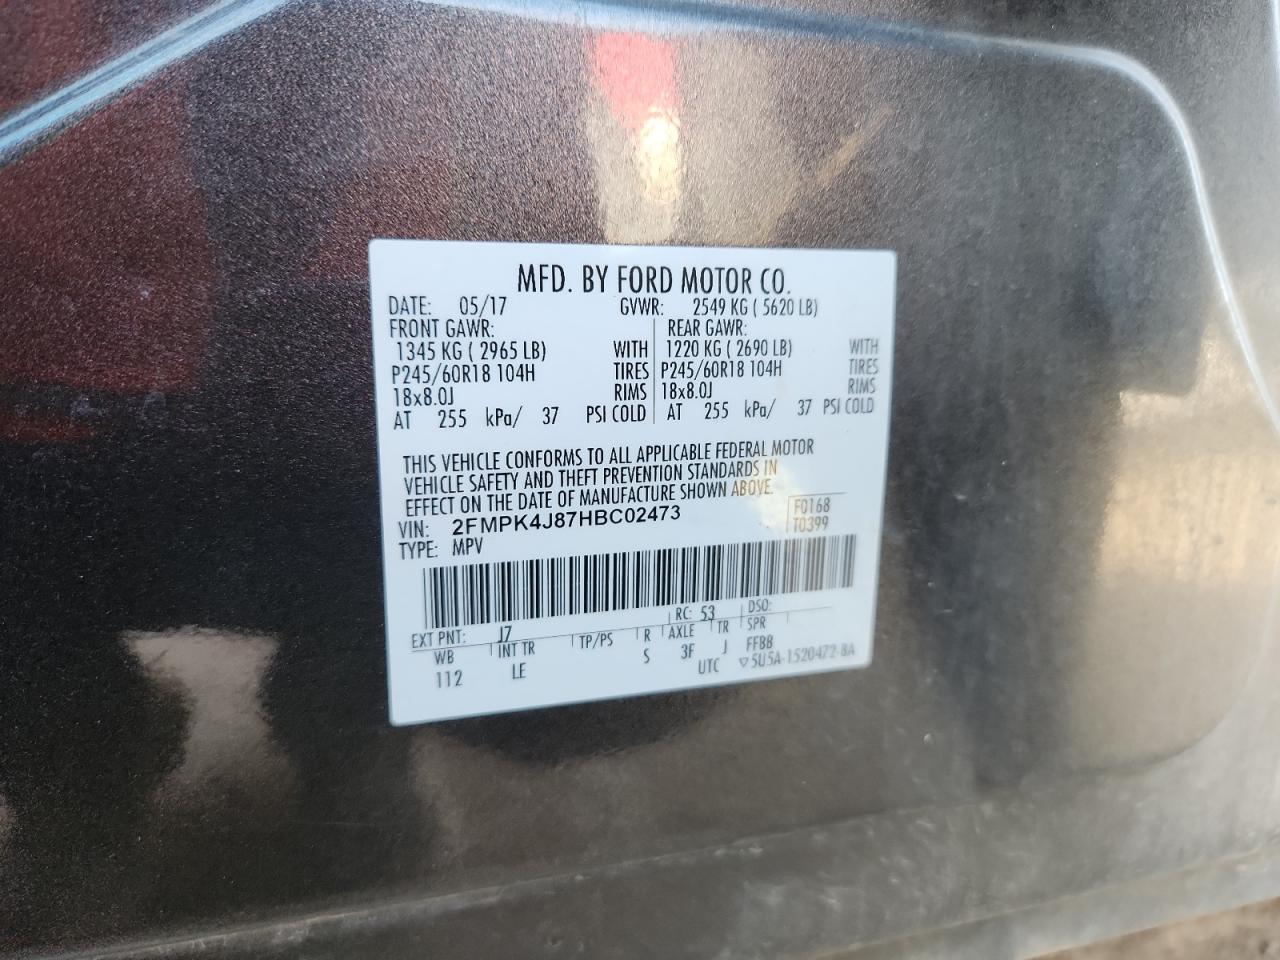 MFD. BY FORD MOTOR CO.
DATE: 05/17 GVWR: 2549 KG ( 5620 LB)
FRONT GAWR: REAR GAWR:
1345 KG ( 2965 LB) WITH 1220 KG ( 2690 LB) WITH
P245/60R18 104H TIRES P245/60R18 104H TIRES
18x8.0J RIMS 18x8.0J RIMS
AT 255 kPa/ 37 PSI COLD AT 255 kPa/ 37 PSI COLD
THIS VEHICLE CONFORMS TO ALL APPLICABLE FEDERAL MOTOR
VEHICLE SAFETY AND THEFT PREVENTION STANDARDS IN
EFFECT ON THE DATE OF MANUFACTURE SHOWN ABOVE.
VIN: 2FMPK4J87HBC02473 F0168
TYPE: MPV T0399
EXT PNT: J7 RC: 53 DSO:
WB INT TR TP/PS R AXLE TR SPR
112 LE S 3F J FFBB
UTC ▽5U5A-1520472-BA